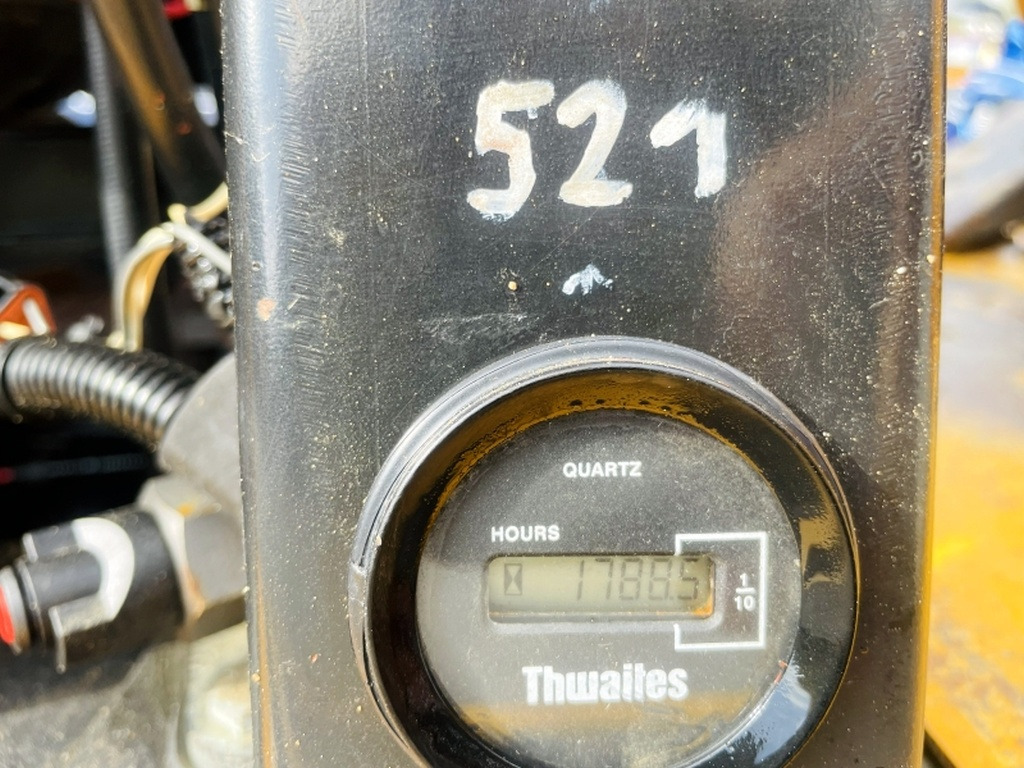 521
QUARTZ
HOURS
1788.5
1/10
Thwaites